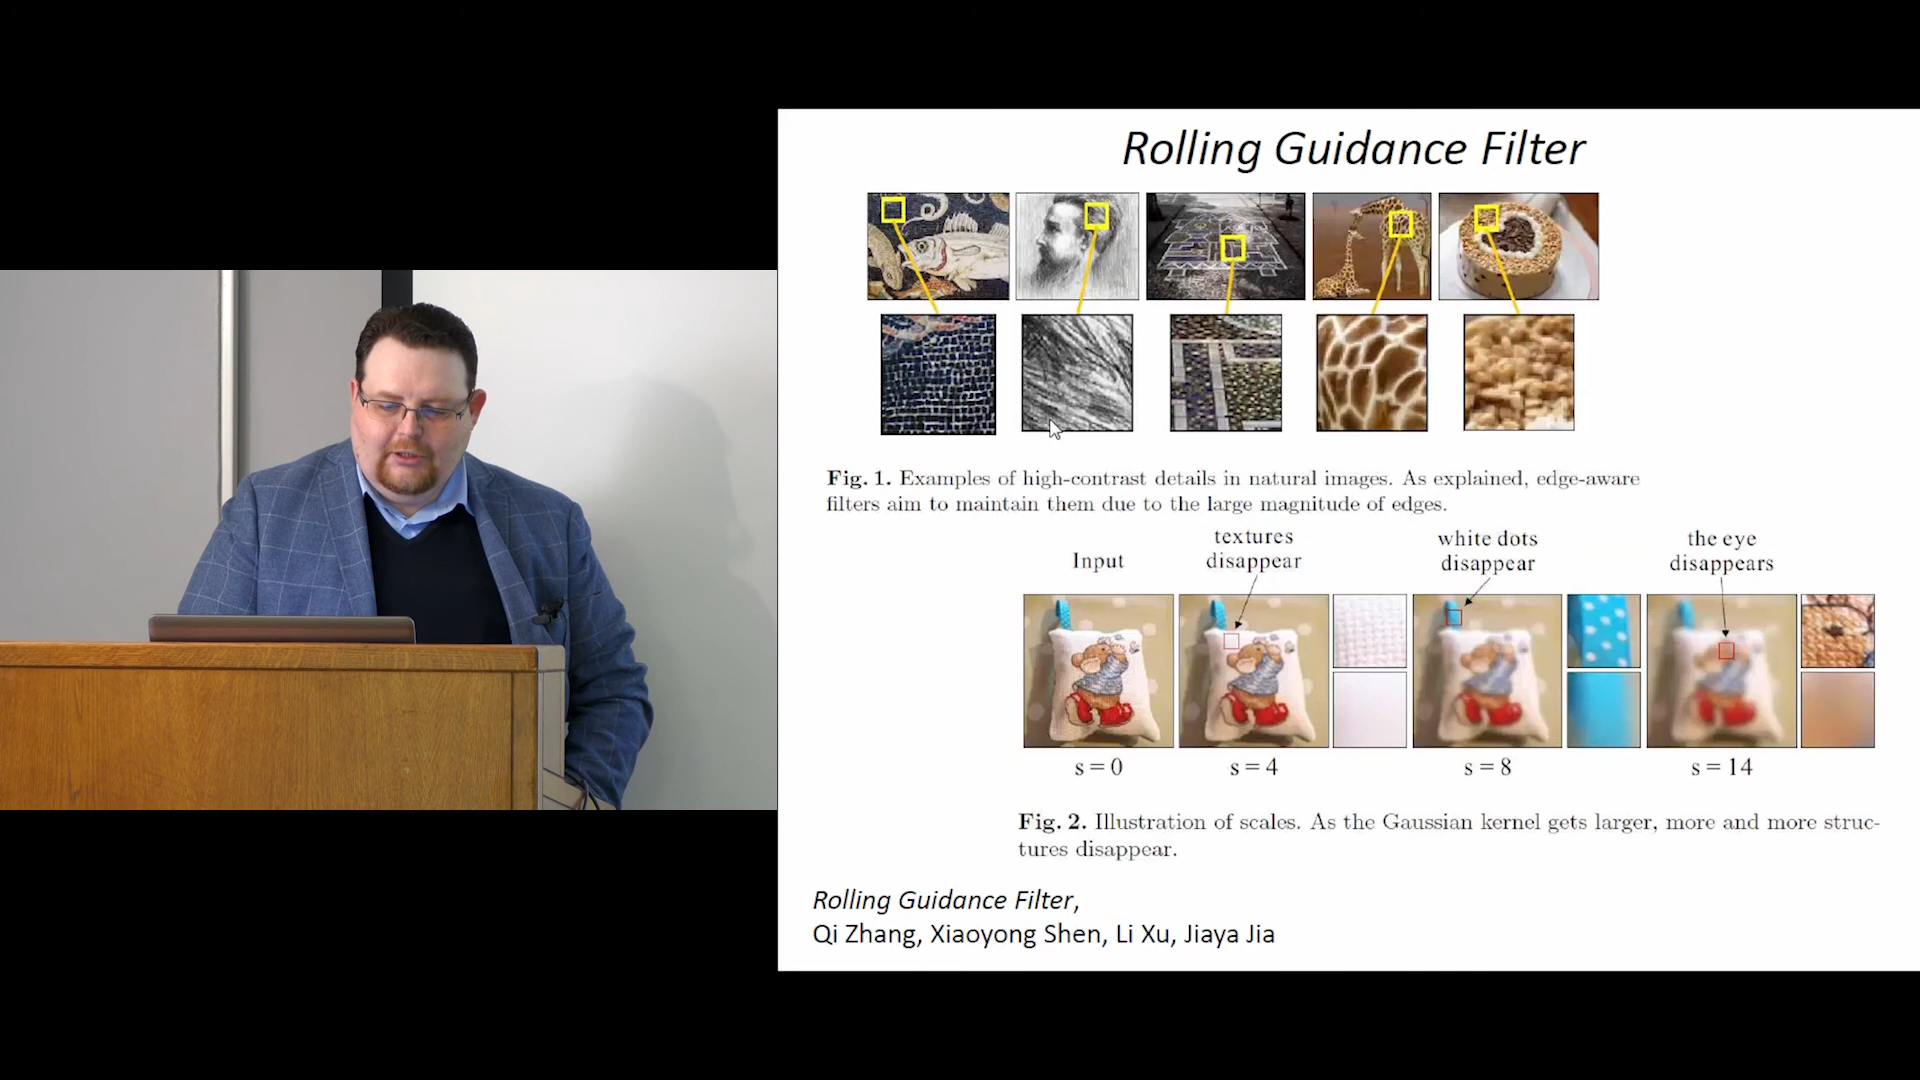 Rolling Guidance Filter
Fig. 1. Examples of high-contrast details in natural images. As explained, edge-aware
filters aim to maintain them due to the large magnitude of edges.
Input
textures
disappear
white dots
disappear
the eye
disappears
s = 0
s = 4
s = 8
s = 14
Fig. 2. Illustration of scales. As the Gaussian kernel gets larger, more and more struc-
tures disappear.
Rolling Guidance Filter,
Qi Zhang, Xiaoyong Shen, Li Xu, Jiaya Jia